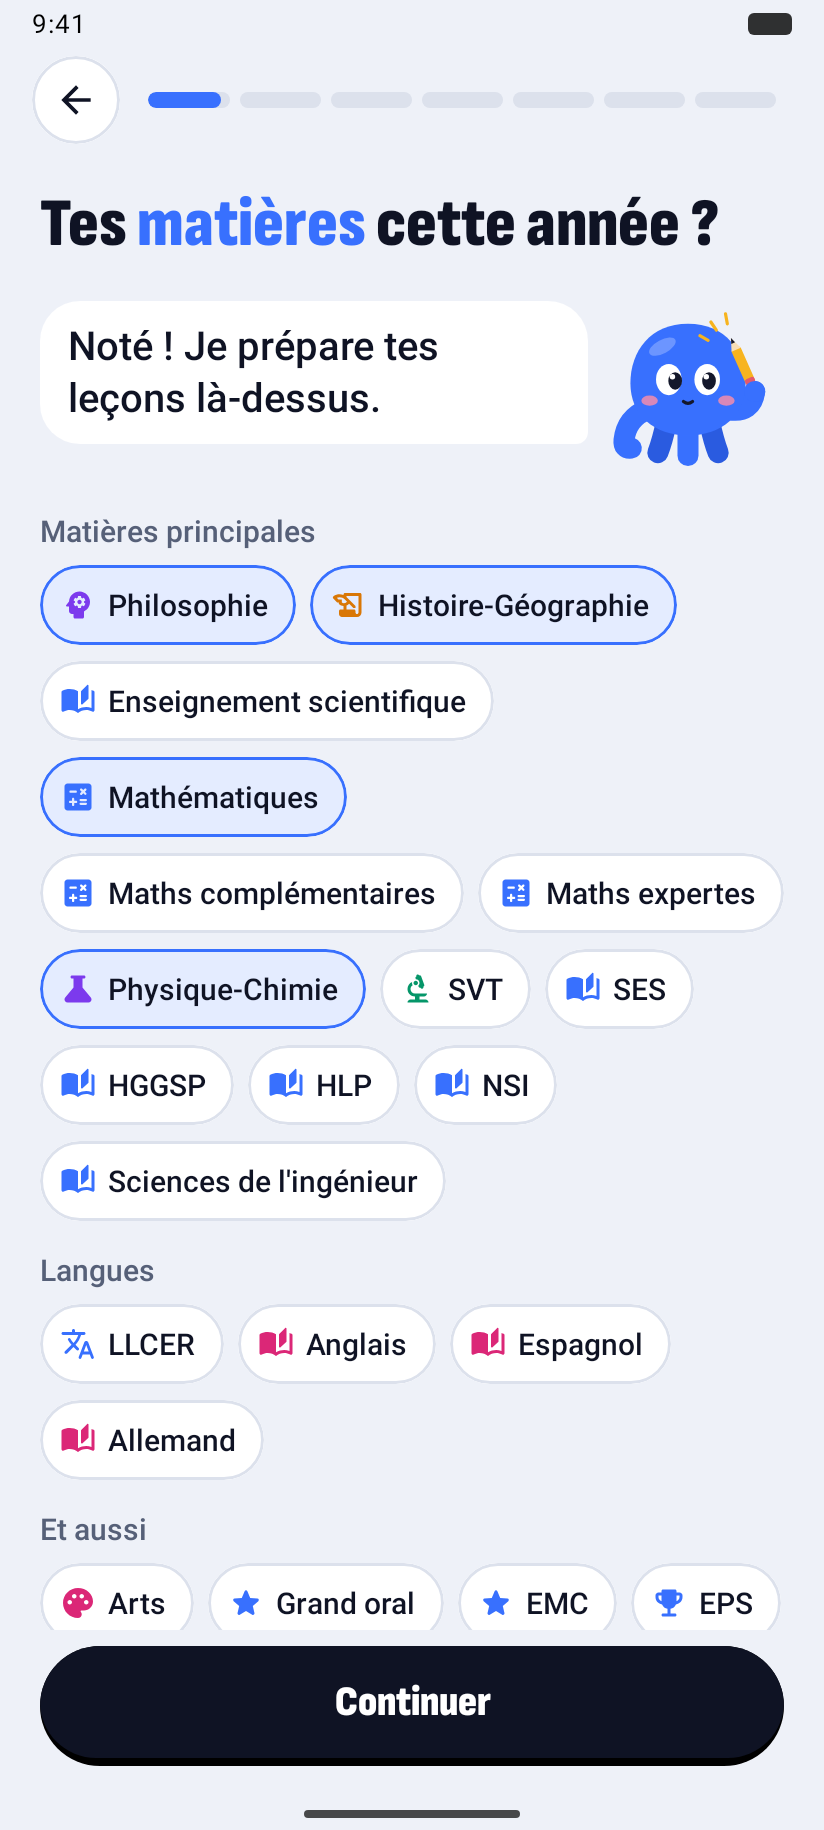 9:41
Tes matières cette année ?
Noté ! Je prépare tes
leçons là-dessus.
Matières principales
Philosophie
Histoire-Géographie
Enseignement scientifique
Mathématiques
Maths complémentaires
Maths expertes
Physique-Chimie
SVT
SES
HGGSP
HLP
NSI
Sciences de l'ingénieur
Langues
LLCER
Anglais
Espagnol
Allemand
Et aussi
Arts
Grand oral
EMC
EPS
Continuer